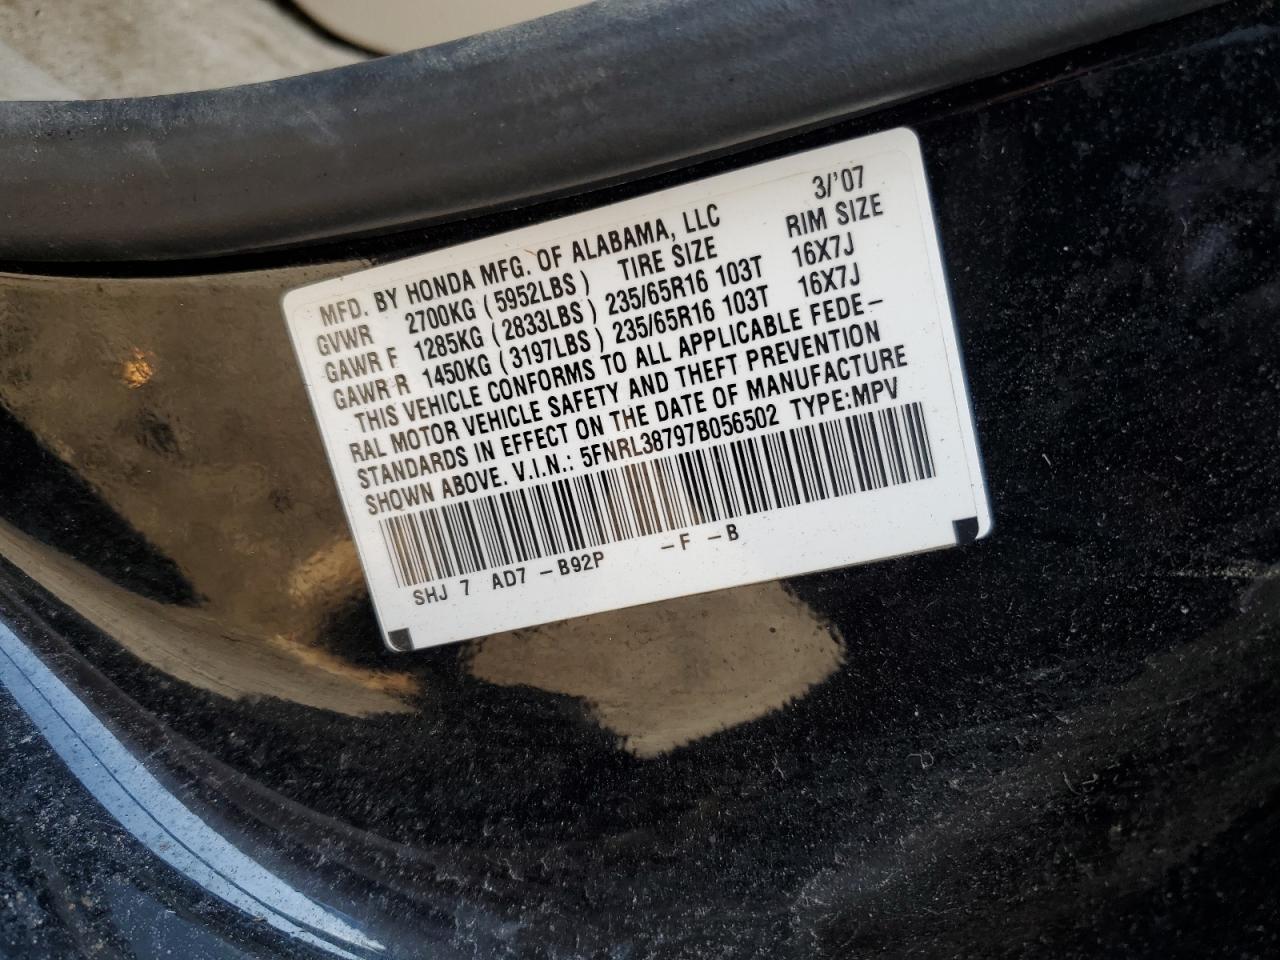 3/'07
MFD. BY HONDA MFG. OF ALABAMA, LLC
GVWR 2700KG (5952LBS) TIRE SIZE RIM SIZE
GAWR F 1285KG (2833LBS) 235/65R16 103T 16X7J
GAWR R 1450KG (3197LBS) 235/65R16 103T 16X7J
THIS VEHICLE CONFORMS TO ALL APPLICABLE FEDE-
RAL MOTOR VEHICLE SAFETY AND THEFT PREVENTION
STANDARDS IN EFFECT ON THE DATE OF MANUFACTURE
SHOWN ABOVE. V.I.N.: 5FNRL38797B056502 TYPE:MPV
SHJ 7 AD7 -B92P -F -B